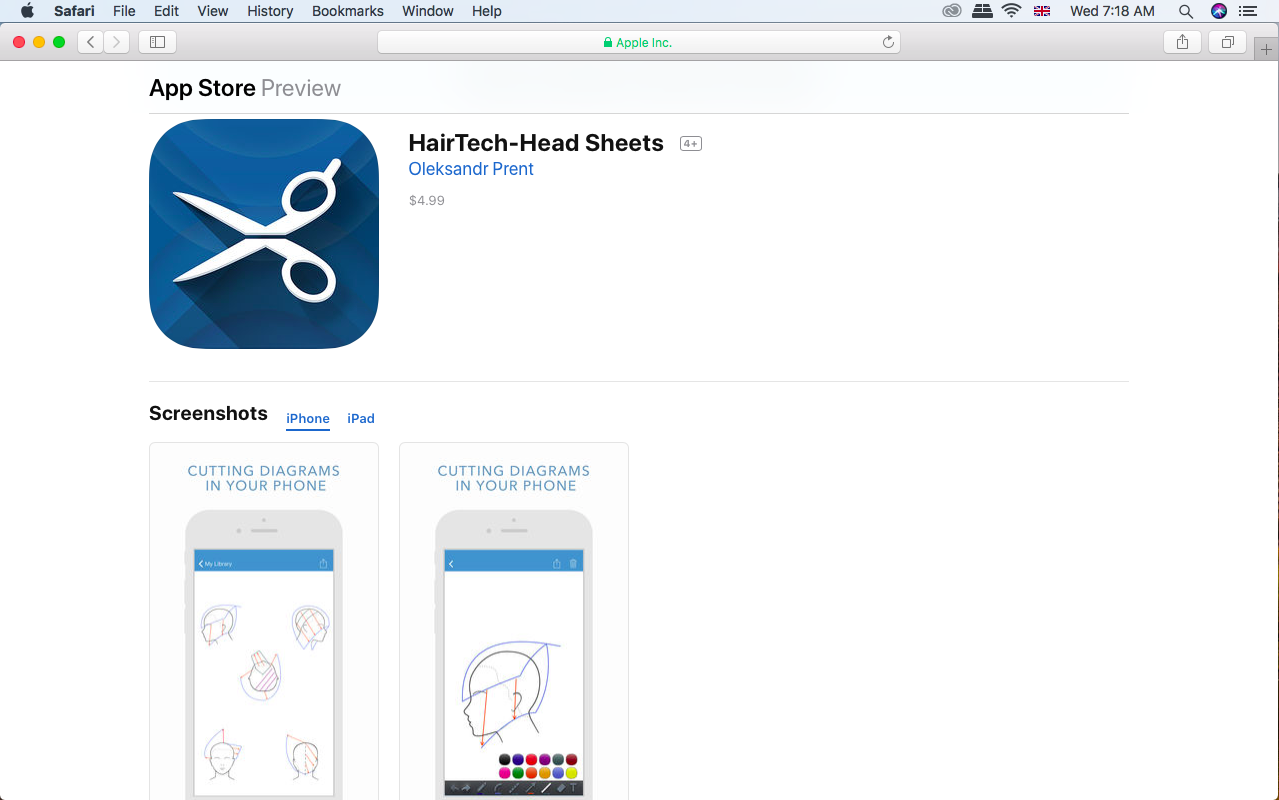 Safari File Edit View History Bookmarks Window Help Wed 7:18 AM
Apple Inc.
App Store Preview
HairTech-Head Sheets 4+
Oleksandr Prent
$4.99
Screenshots iPhone iPad
CUTTING DIAGRAMS
IN YOUR PHONE
My Library
CUTTING DIAGRAMS
IN YOUR PHONE
T